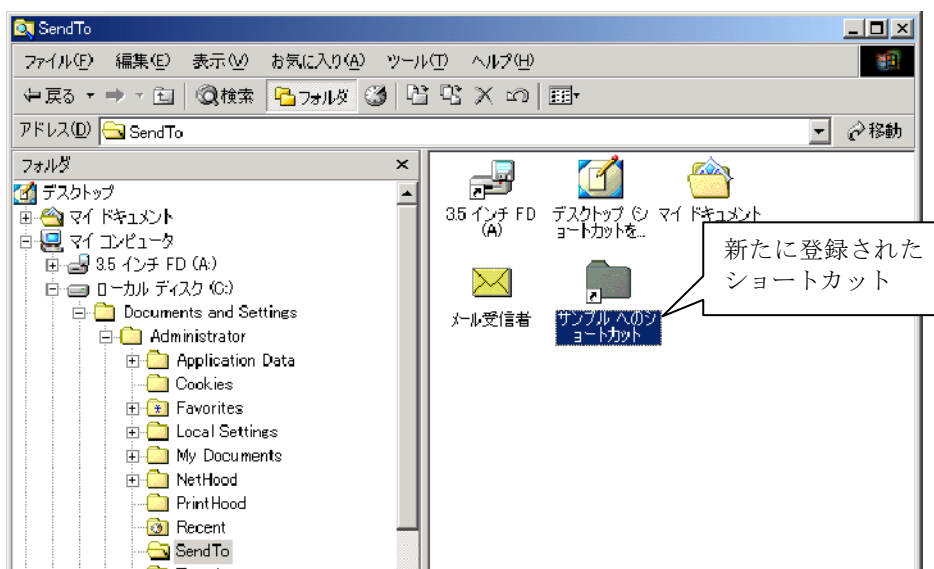 SendTo
ファイル(F) 編集(E) 表示(V) お気に入り(A) ツール(T) ヘルプ(H)
戻る 検索 フォルダ
アドレス(D) SendTo 移動
フォルダ
デスクトップ
マイ ドキュメント
マイ コンピュータ
3.5 インチ FD (A:)
ローカル ディスク (C:)
Documents and Settings
Administrator
Application Data
Cookies
Favorites
Local Settings
My Documents
NetHood
PrintHood
Recent
SendTo
3.5 インチ FD
(A)
デスクトップ (シ
ョートカットを...
マイ ドキュメント
メール受信者
サンプル へのシ
ョートカット
新たに登録された
ショートカット